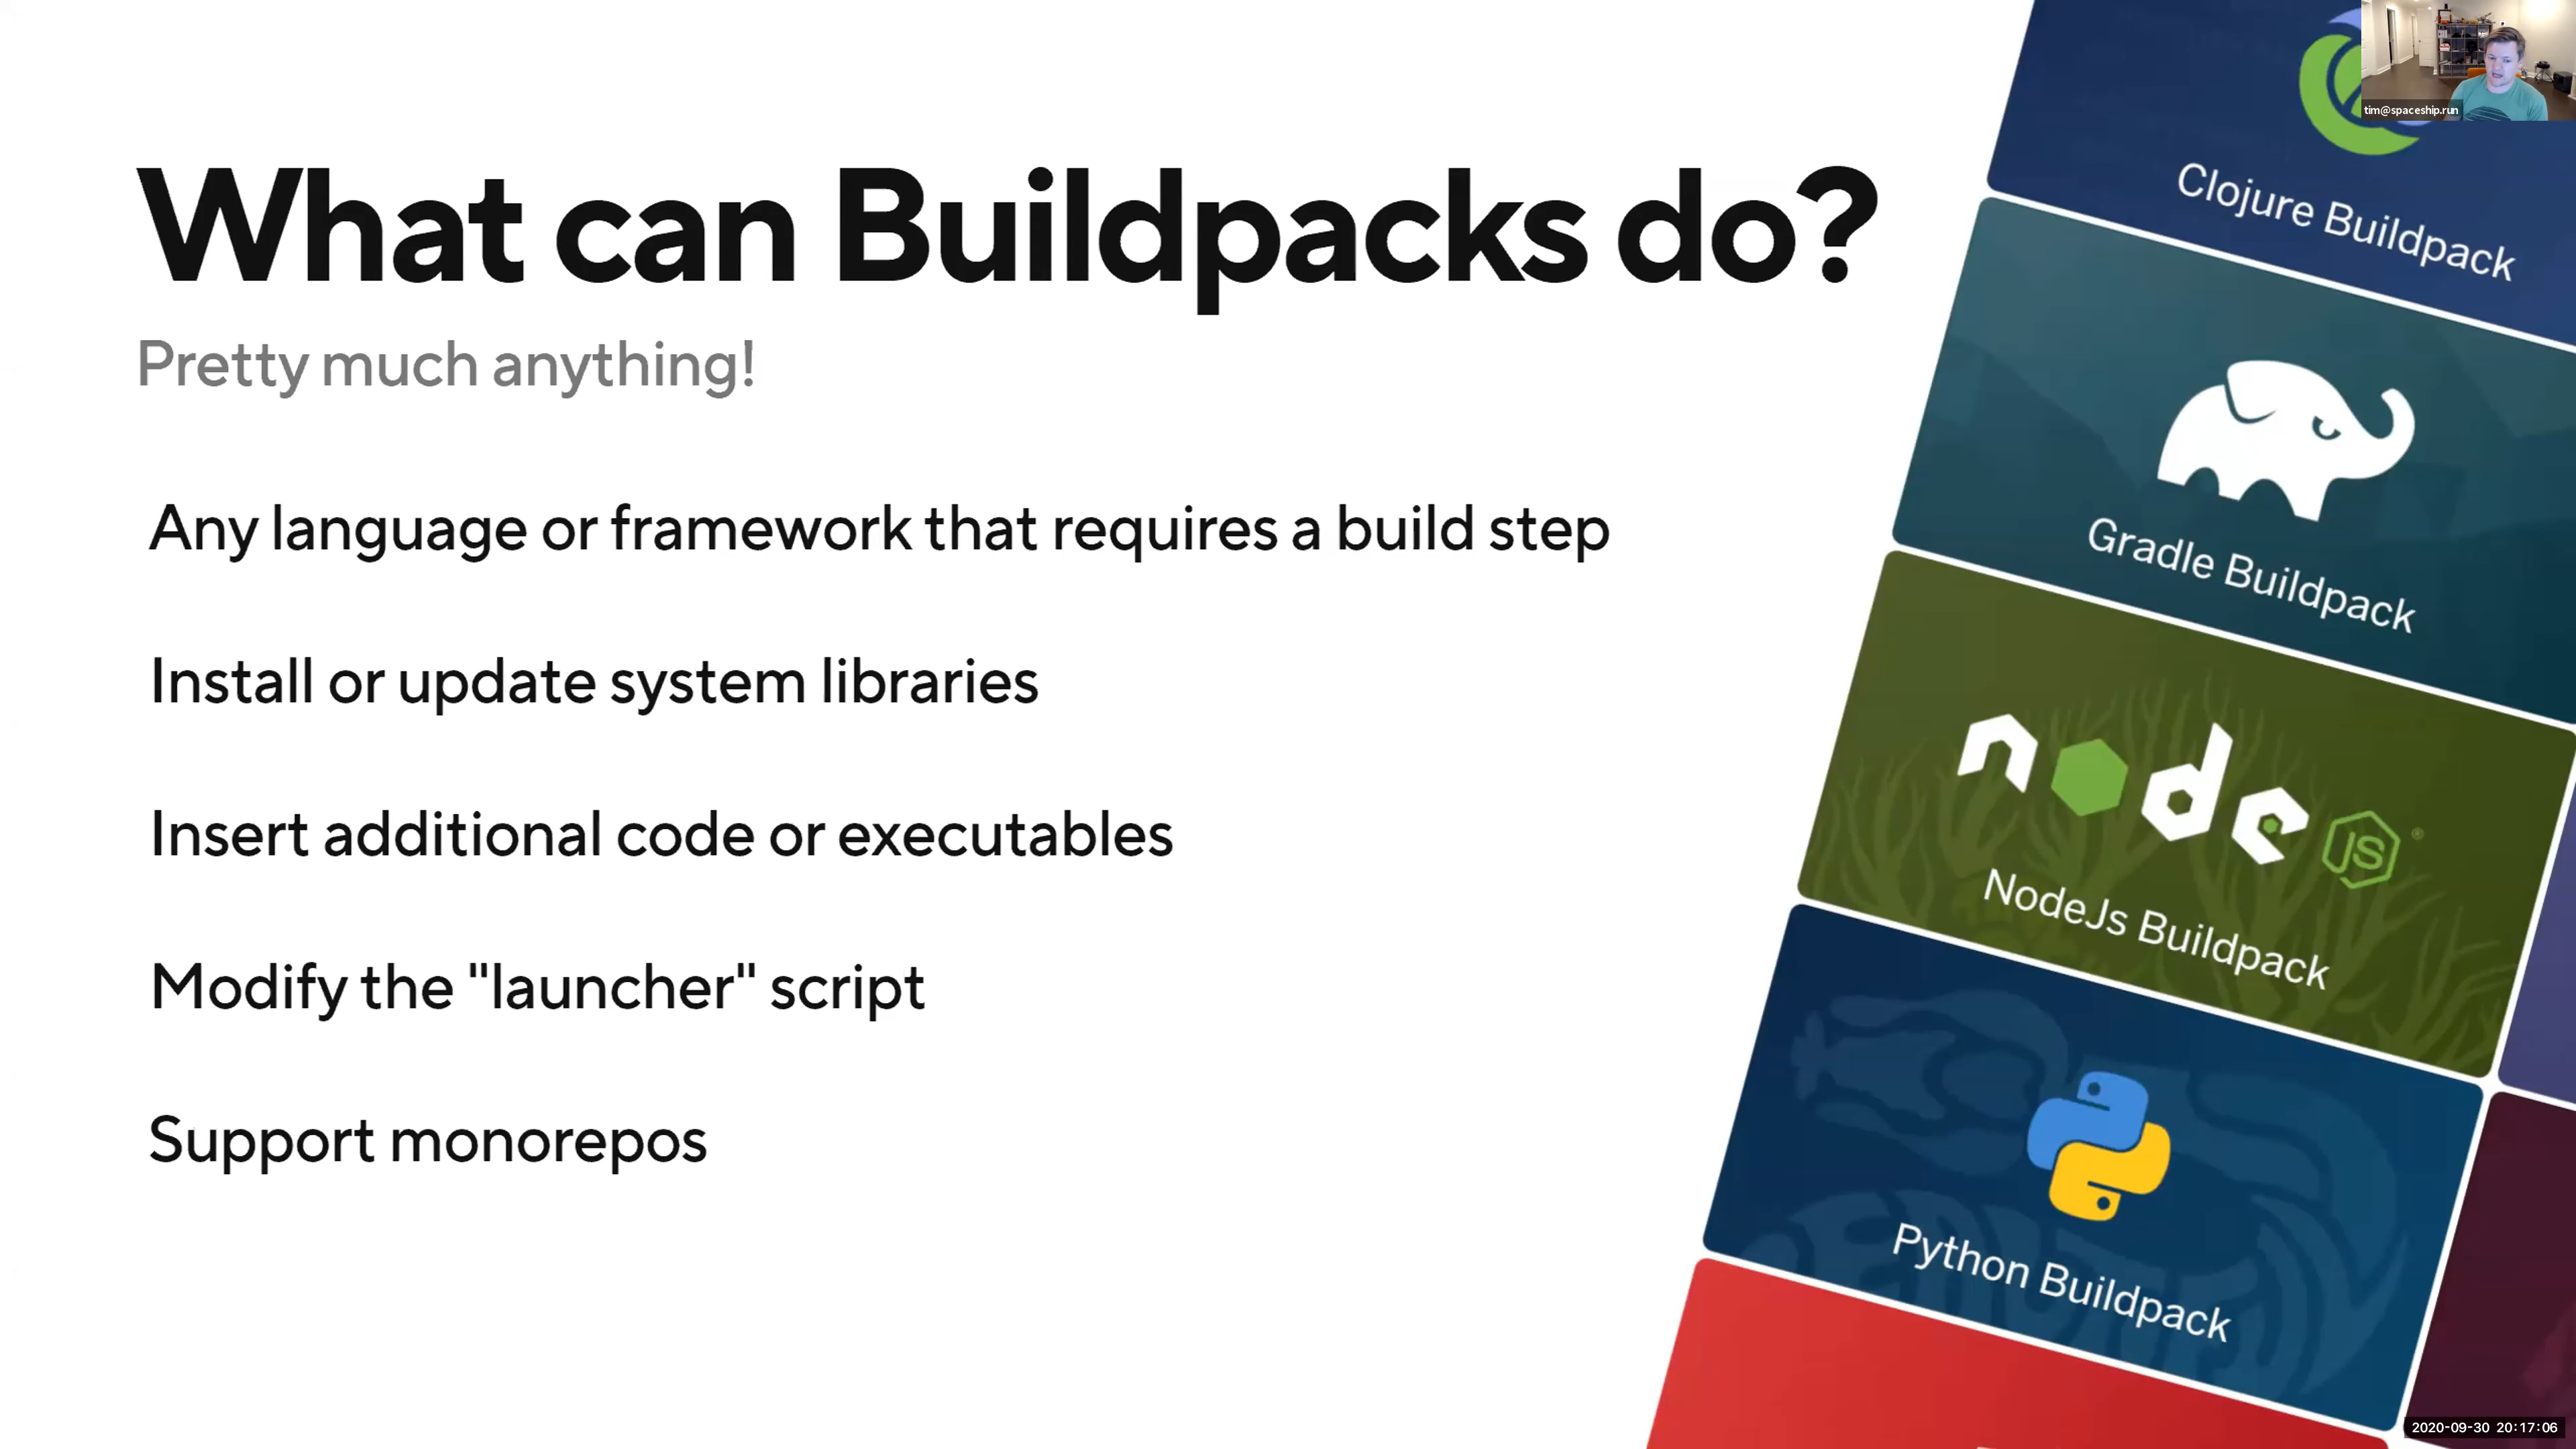 What can Buildpacks do?
Pretty much anything!
Any language or framework that requires a build step
Install or update system libraries
Insert additional code or executables
Modify the "launcher" script
Support monorepos
tim@spaceship.run
Clojure Buildpack
Gradle Buildpack
node JS ®
NodeJs Buildpack
Python Buildpack
2020-09-30 20:17:06